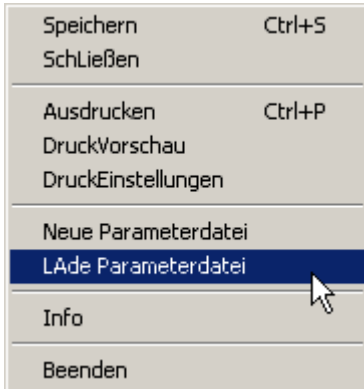 Speichern Ctrl+S
SchLießen
Ausdrucken Ctrl+P
DruckVorschau
DruckEinstellungen
Neue Parameterdatei
LAde Parameterdatei
Info
Beenden